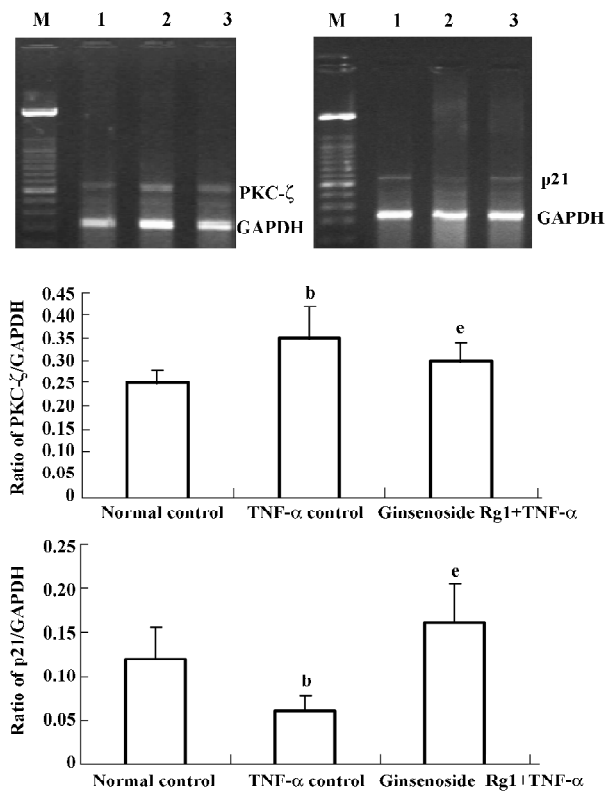 M 1 2 3
M 1 2 3
PKC-ζ
GAPDH
p21
GAPDH
Ratio of PKC-ζ/GAPDH
0.45
0.40
0.35
0.30
0.25
0.20
0.15
0.10
0.05
0
b
e
Normal control TNF-α control Ginsenoside Rg1+TNF-α
Ratio of p21/GAPDH
0.25
0.20
0.15
0.10
0.05
0
b
e
Normal control TNF-α control Ginsenoside Rg1+TNF-α